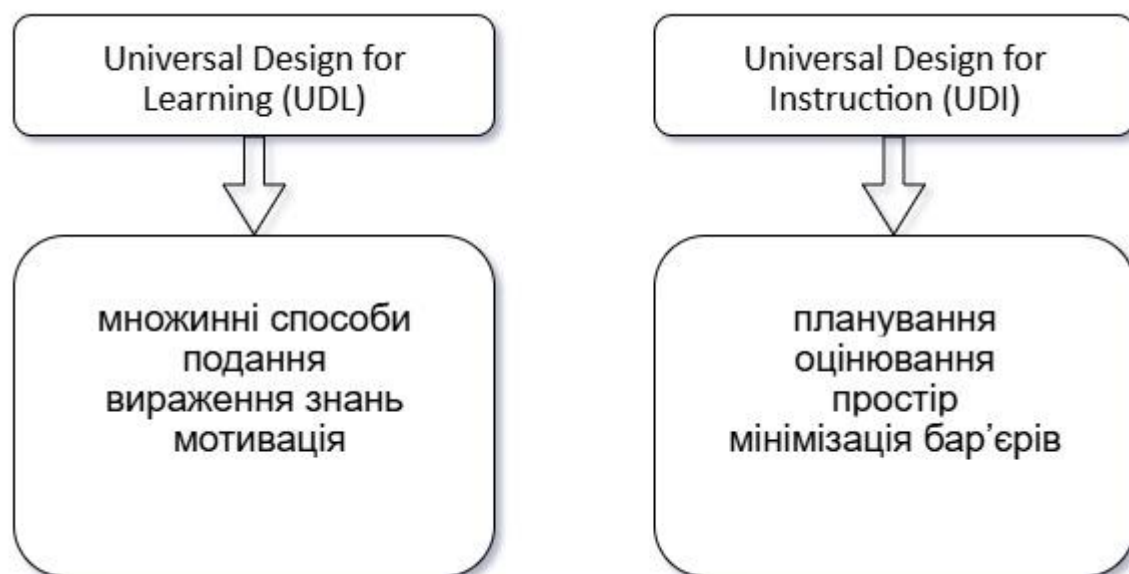 Universal Design for
Learning (UDL)
множинні способи
подання
вираження знань
мотивація
Universal Design for
Instruction (UDI)
планування
оцінювання
простір
мінімізація бар’єрів